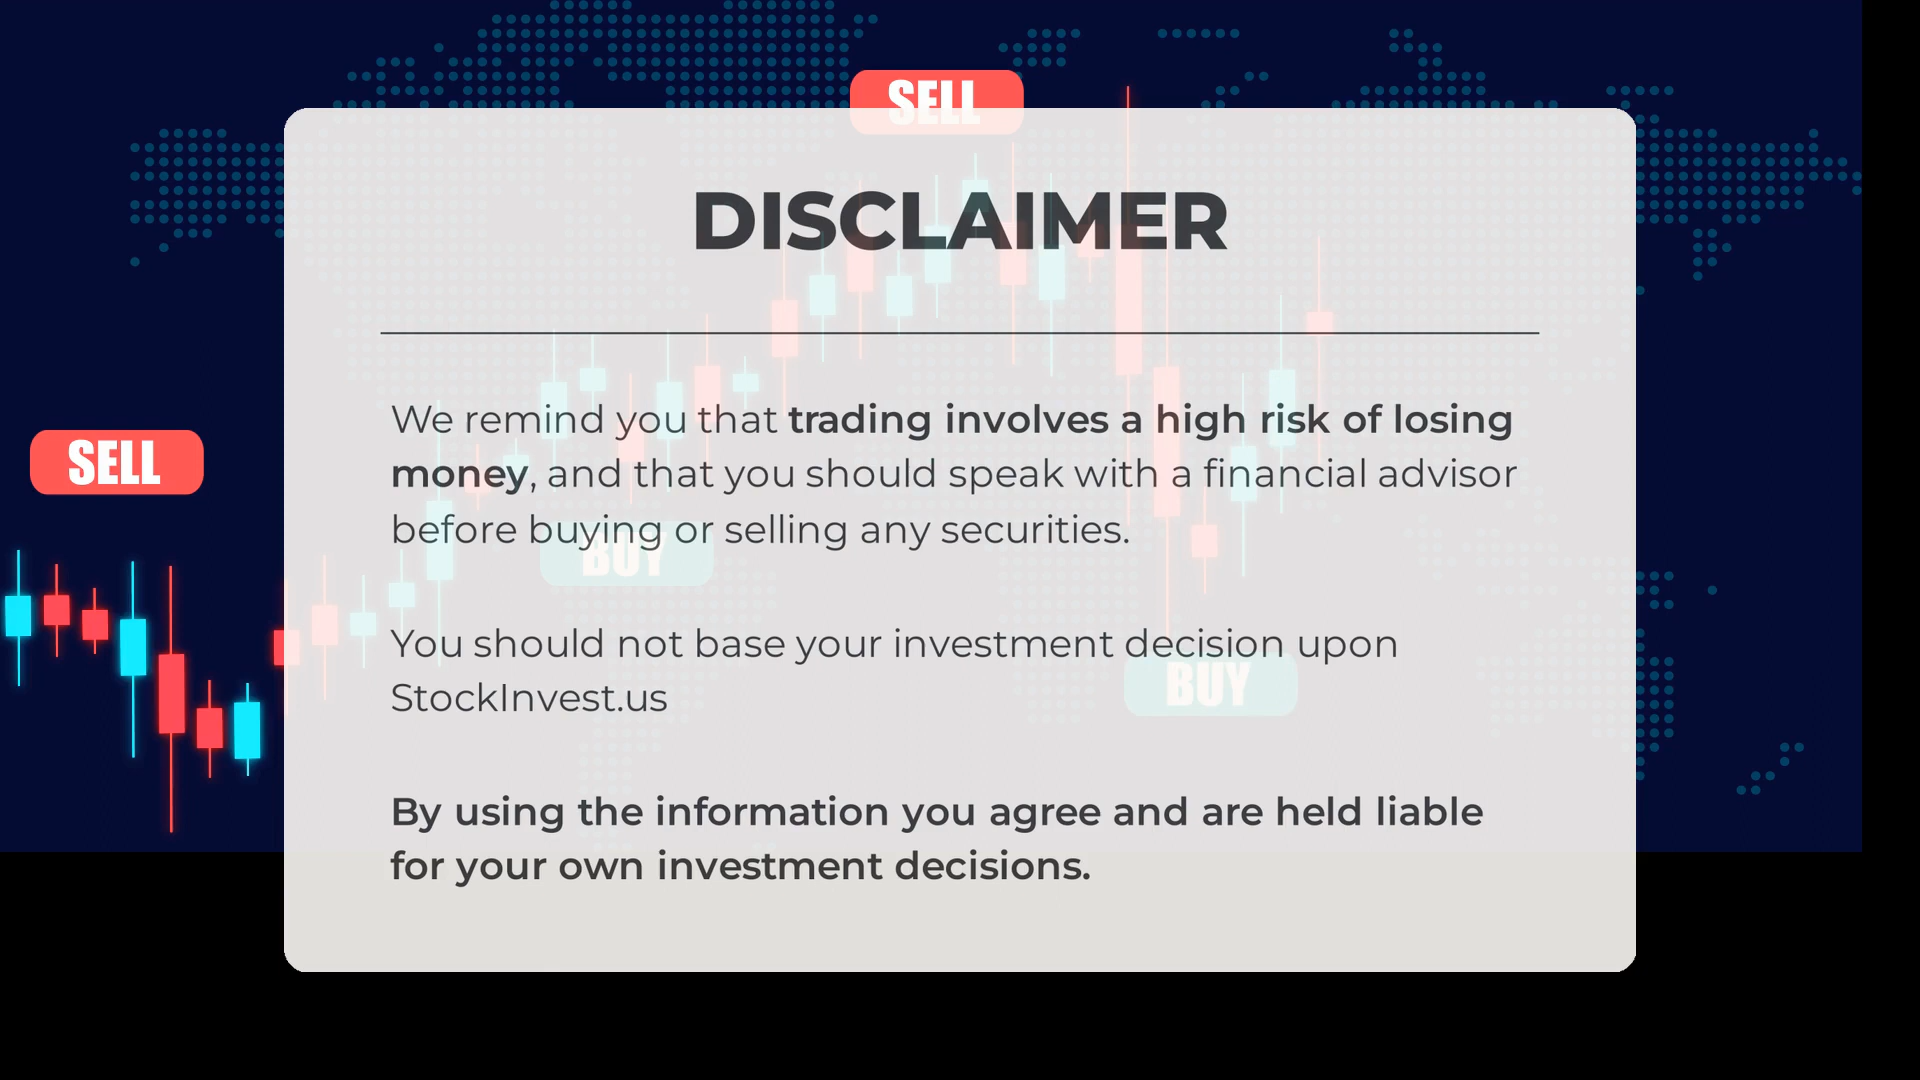 SELL
DISCLAIMER
We remind you that trading involves a high risk of losing
money, and that you should speak with a financial advisor
before buying or selling any securities.
SELL
BUY
You should not base your investment decision upon
StockInvest.us
BUY
By using the information you agree and are held liable
for your own investment decisions.